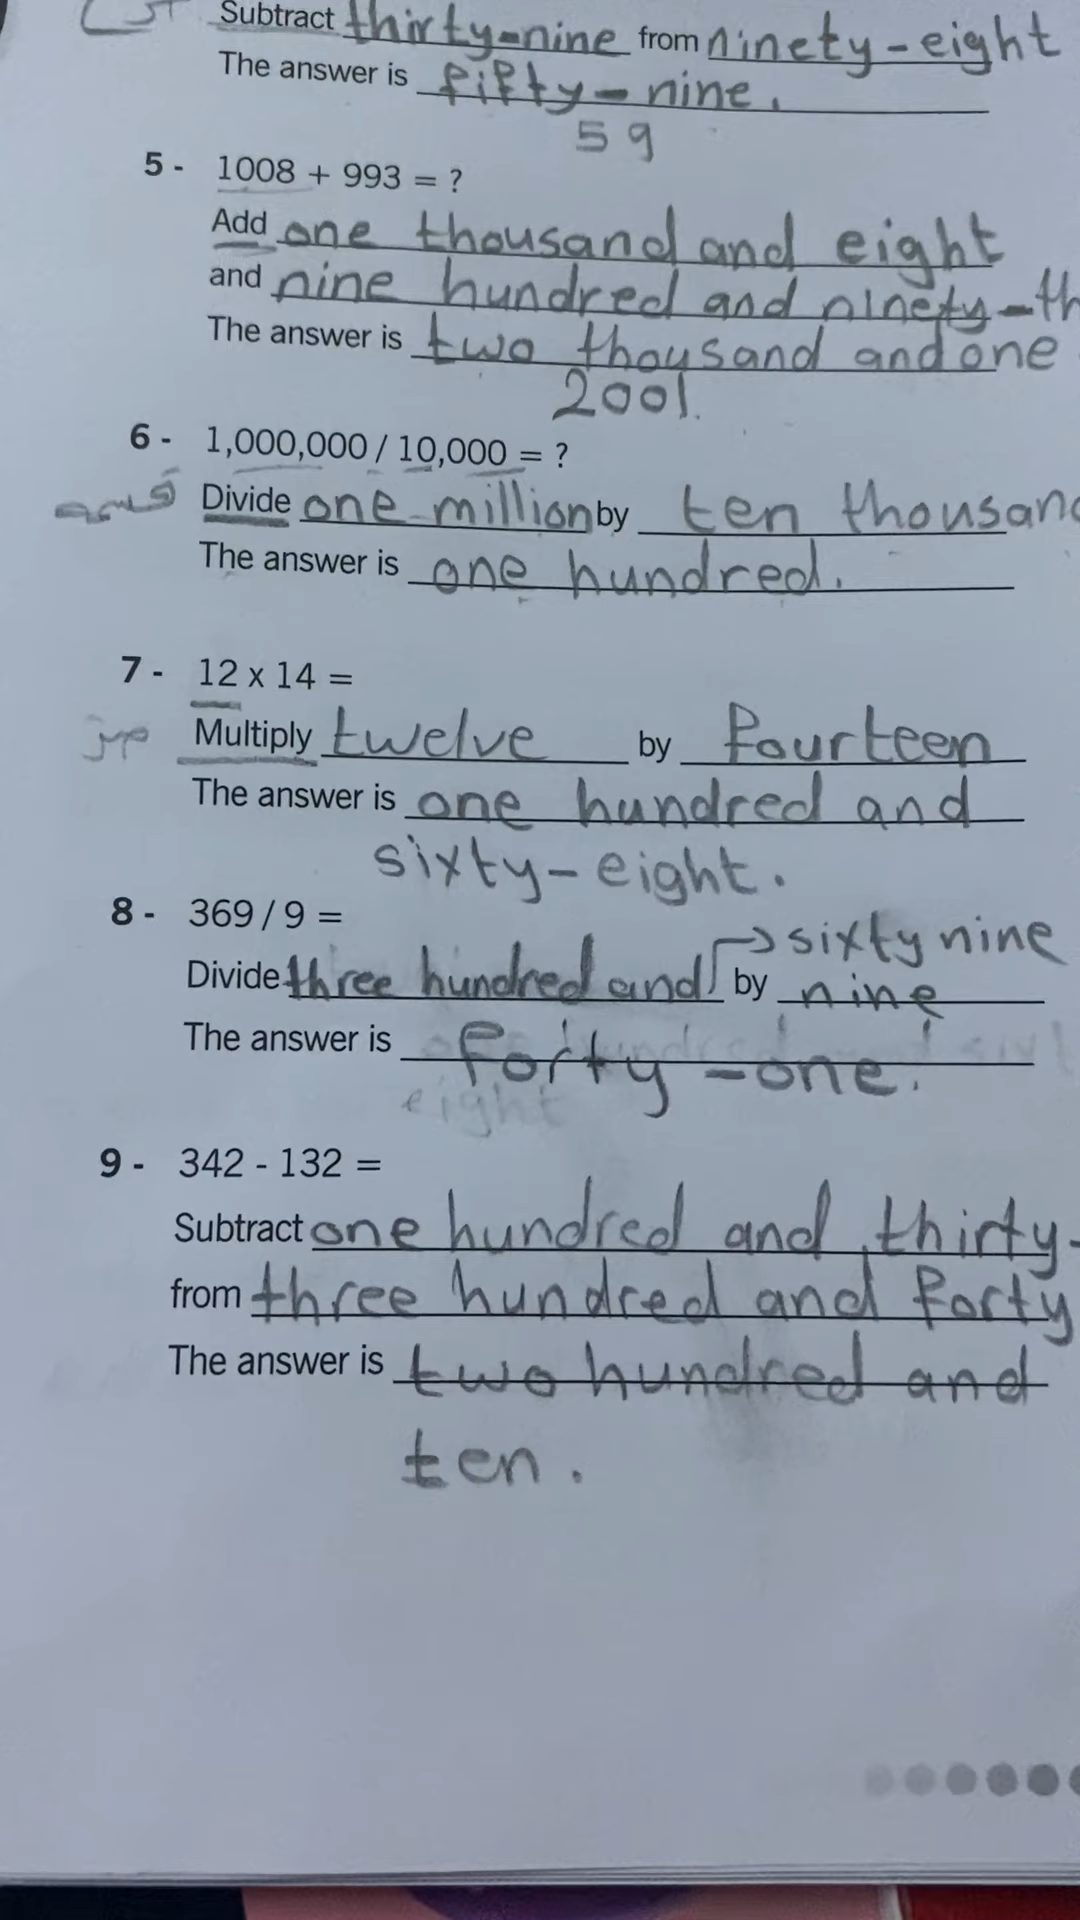 Subtract thirty-nine from ninety-eight
The answer is fifty-nine.
59
5 - 1008 + 993 = ?
Add one thousand and eight
and nine hundred and ninety-th
The answer is two thousand and one
2001.
6 - 1,000,000 / 10,000 = ?
قسمة Divide one million by ten thousand
The answer is one hundred.
7 - 12 x 14 =
Multiply twelve by fourteen
The answer is one hundred and
sixty-eight.
8 - 369 / 9 =
sixty nine
Divide three hundred and by nine
The answer is forty-one.
eight
9 - 342 - 132 =
Subtract one hundred and thirty-
from three hundred and forty
The answer is two hundred and
ten.